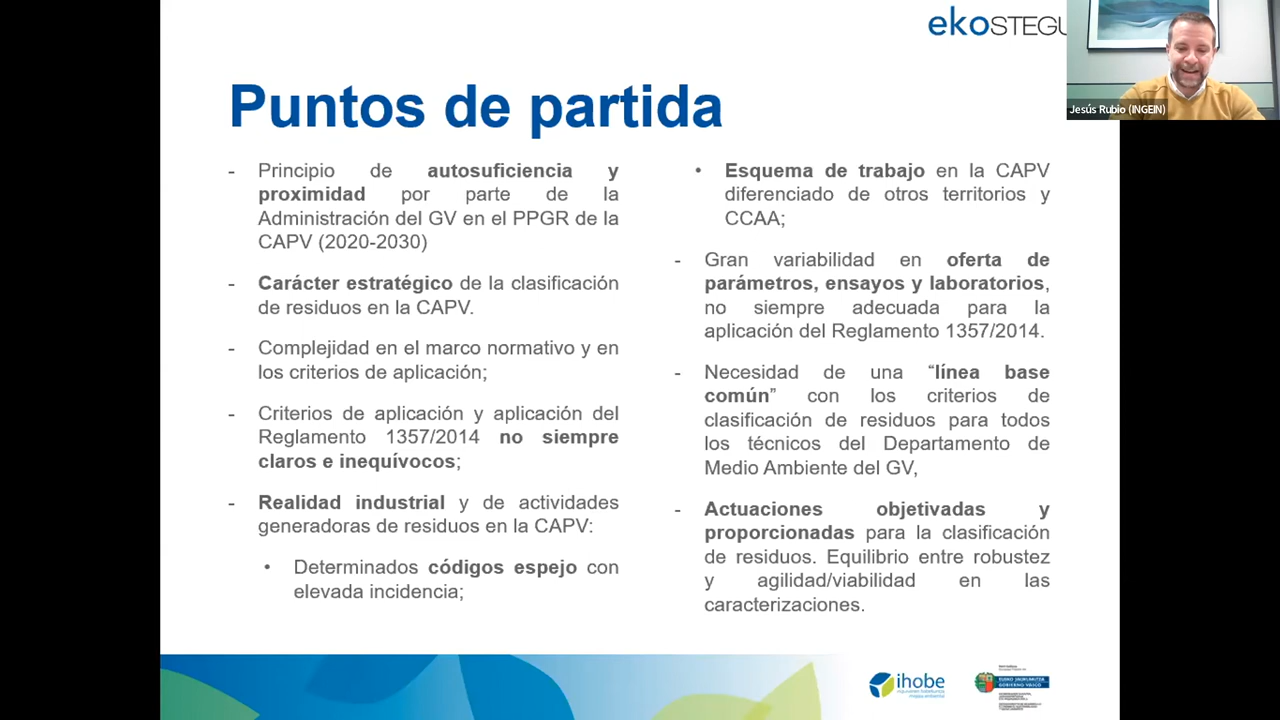 ekoSTEGU
Jesús Rubio (INGEIN)
Puntos de partida
- Principio de autosuficiencia y
proximidad por parte de la
Administración del GV en el PPGR de la
CAPV (2020-2030)
- Carácter estratégico de la clasificación
de residuos en la CAPV.
- Complejidad en el marco normativo y en
los criterios de aplicación;
- Criterios de aplicación y aplicación del
Reglamento 1357/2014 no siempre
claros e inequívocos;
- Realidad industrial y de actividades
generadoras de residuos en la CAPV:
• Determinados códigos espejo con
elevada incidencia;
• Esquema de trabajo en la CAPV
diferenciado de otros territorios y
CCAA;
- Gran variabilidad en oferta de
parámetros, ensayos y laboratorios,
no siempre adecuada para la
aplicación del Reglamento 1357/2014.
- Necesidad de una “línea base
común” con los criterios de
clasificación de residuos para todos
los técnicos del Departamento de
Medio Ambiente del GV,
- Actuaciones objetivadas y
proporcionadas para la clasificación
de residuos. Equilibrio entre robustez
y agilidad/viabilidad en las
caracterizaciones.
ihobe
EUSKO JAURLARITZA
GOBIERNO VASCO